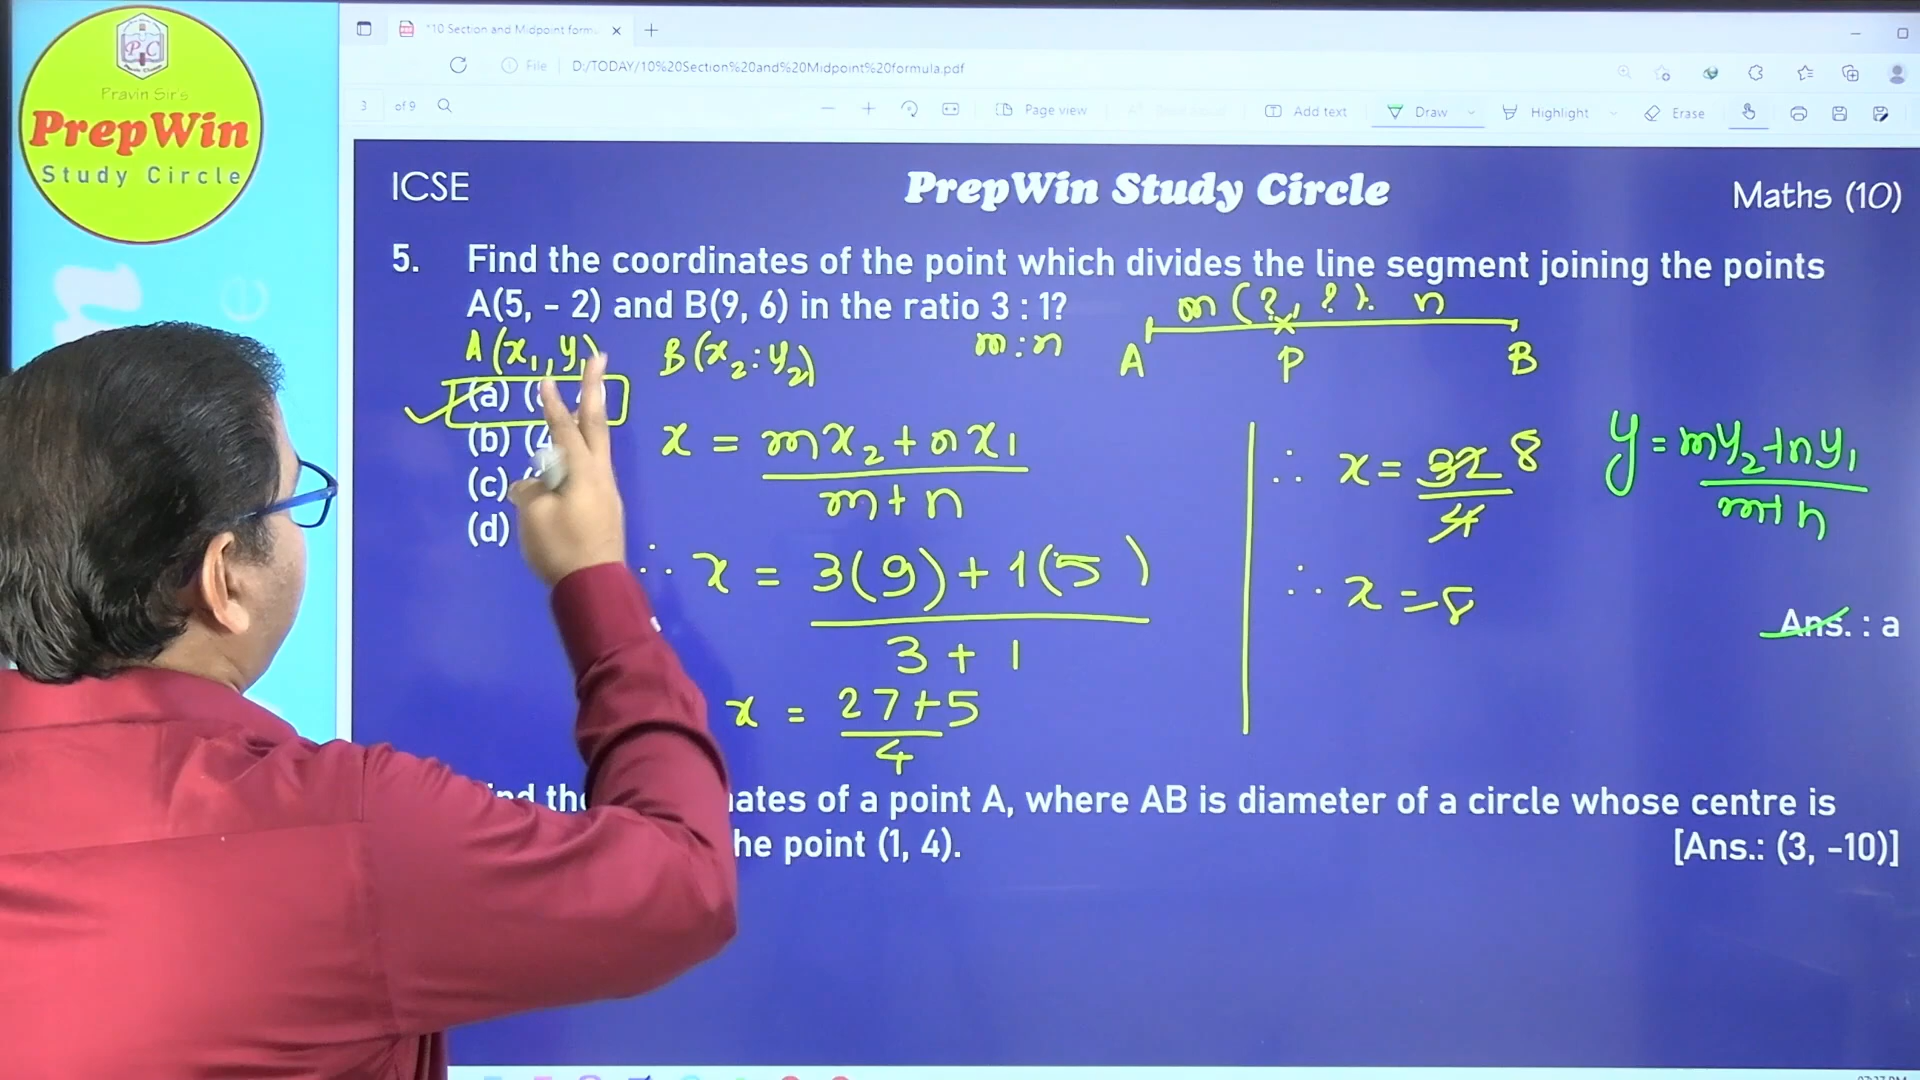 P C
Pravin Sir's
PrepWin
Study Circle
*10 Section and Midpoint form
File D:/TODAY/10%20Section%20and%20Midpoint%20formula.pdf
3 of 9
Page view
Add text
Draw
Highlight
Erase
ICSE
PrepWin Study Circle
Maths (10)
5. Find the coordinates of the point which divides the line segment joining the points
A(5, - 2) and B(9, 6) in the ratio 3 : 1?
m (?, ?). n
A P B
A (x₁, y₁) B (x₂ : y₂) m : n
(a) (
(b) (4
(c) (
(d)
x = mx₂ + nx₁ / m + n
∴ x = 3(9) + 1(5) / 3 + 1
x = 27 + 5 / 4
∴ x = 32 / 4 8
∴ x = 8
y = my₂ + ny₁ / m + n
Ans. : a
nd the nates of a point A, where AB is diameter of a circle whose centre is
he point (1, 4).
[Ans.: (3, -10)]